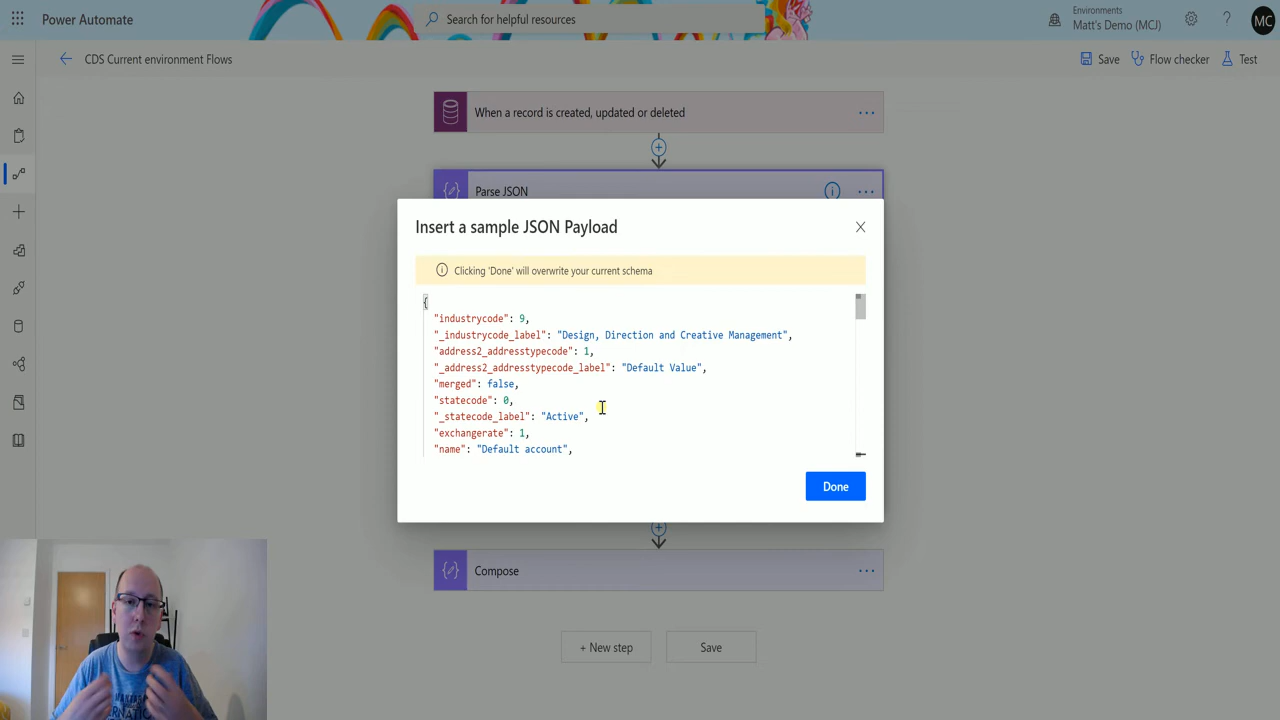 Power Automate
Search for helpful resources
Environments
Matt's Demo (MCJ)
MC
CDS Current environment Flows
Save
Flow checker
Test
When a record is created, updated or deleted
Parse JSON
Insert a sample JSON Payload
Clicking 'Done' will overwrite your current schema
{
"industrycode": 9,
"_industrycode_label": "Design, Direction and Creative Management",
"address2_addresstypecode": 1,
"_address2_addresstypecode_label": "Default Value",
"merged": false,
"statecode": 0,
"_statecode_label": "Active",
"exchangerate": 1,
"name": "Default account",
Done
Compose
+ New step
Save